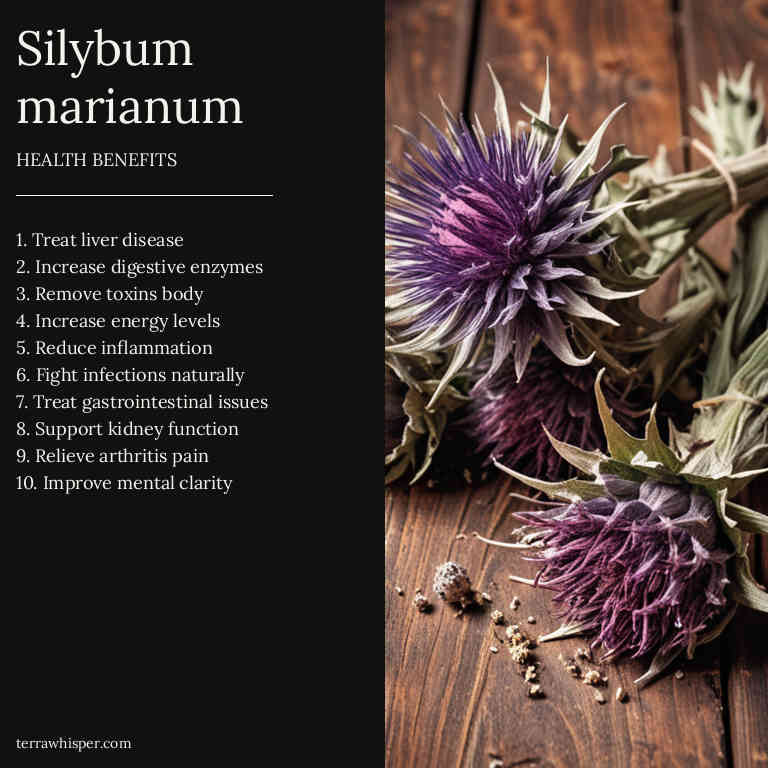 Silybum
marianum
HEALTH BENEFITS
1. Treat liver disease
2. Increase digestive enzymes
3. Remove toxins body
4. Increase energy levels
5. Reduce inflammation
6. Fight infections naturally
7. Treat gastrointestinal issues
8. Support kidney function
9. Relieve arthritis pain
10. Improve mental clarity
terrawhisper.com